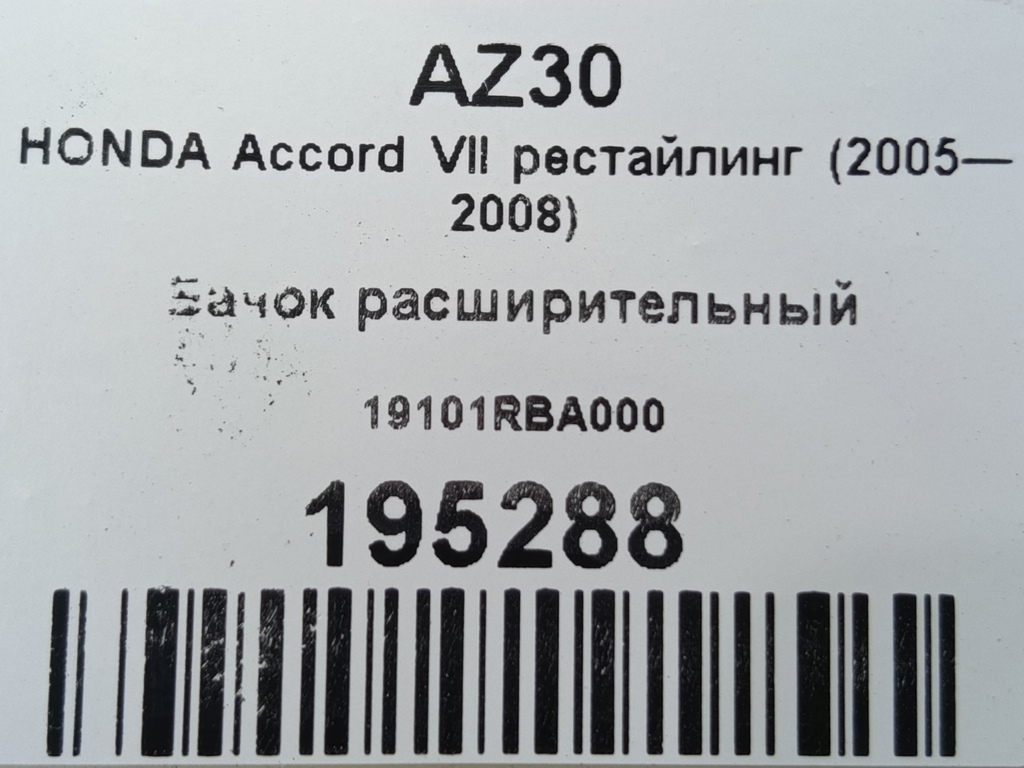 AZ30
HONDA Accord VII рестайлинг (2005—
2008)
Бачок расширительный
19101RBA000
195288